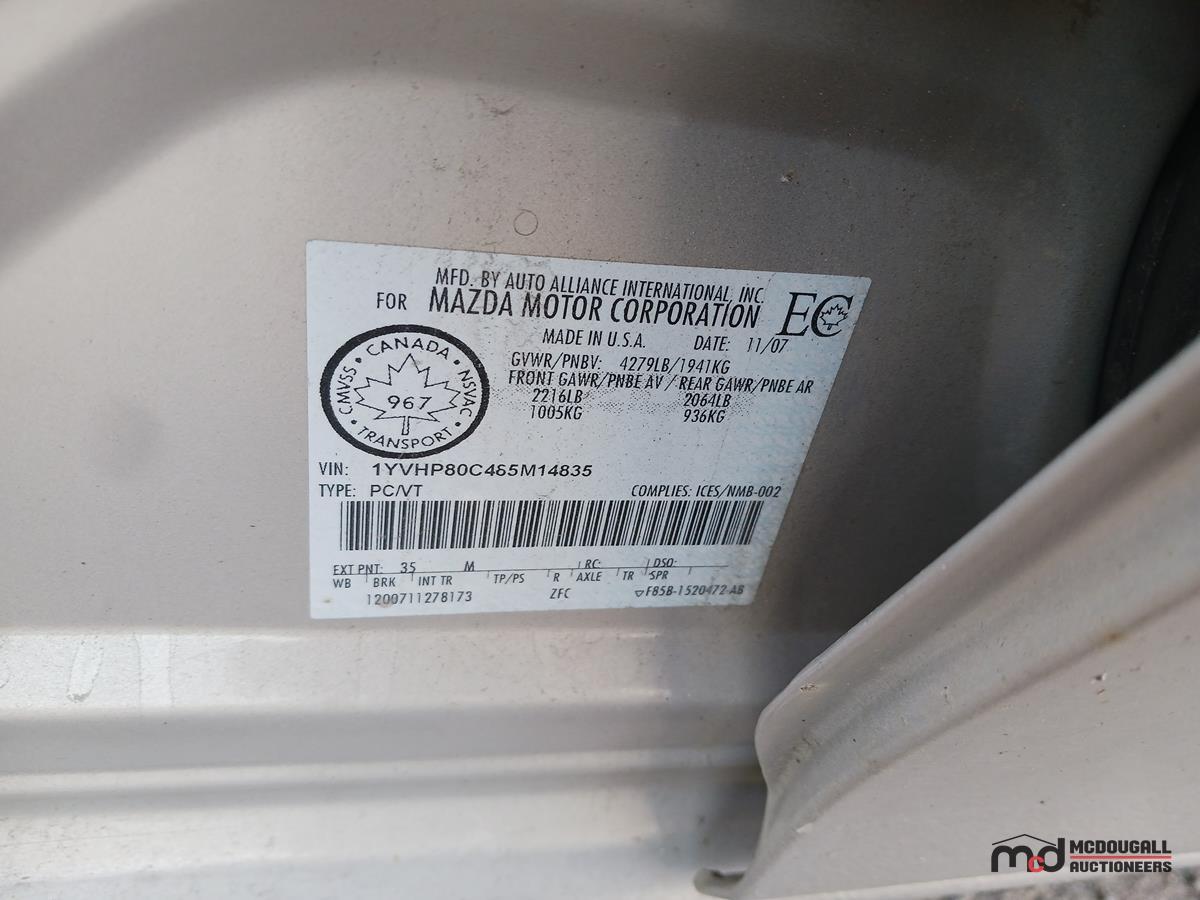 MFD. BY AUTO ALLIANCE INTERNATIONAL, INC.
FOR MAZDA MOTOR CORPORATION EC
MADE IN U.S.A. DATE: 11/07
GVWR/PNBV: 4279LB/1941KG
FRONT GAWR/PNBE AV / REAR GAWR/PNBE AR
2216LB 2064LB
1005KG 936KG
CANADA
CMVSS 967 NSVAC
TRANSPORT
VIN: 1YVHP80C485M14835
TYPE: PC/VT COMPLIES: ICES/NMB-002
EXT PNT: 35 M RC: DSO:
WB BRK INT TR TP/PS R AXLE TR SPR
1200711278173 ZFC ▽F85B-1520472-AB
mcd MCDOUGALL
AUCTIONEERS